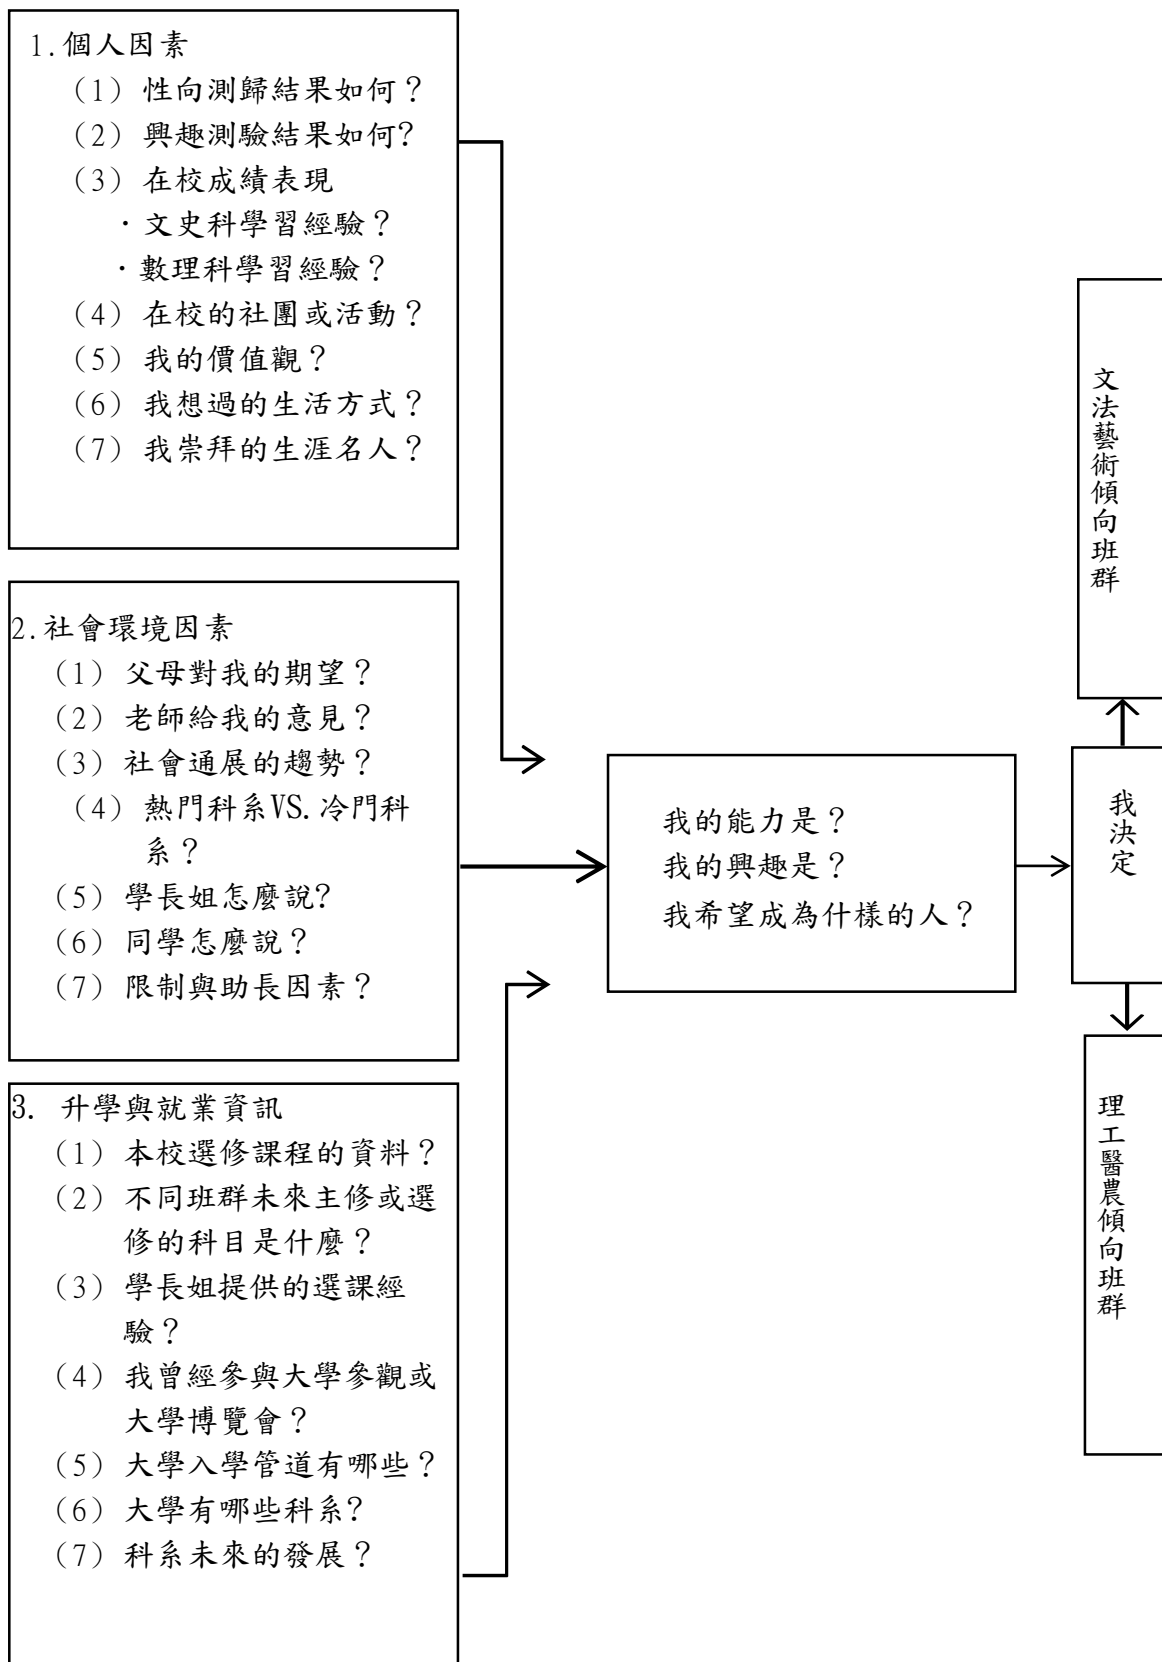 1.個人因素
(1) 性向測歸結果如何？
(2) 興趣測驗結果如何?
(3) 在校成績表現
·文史科學習經驗？
·數理科學習經驗？
(4) 在校的社團或活動？
(5) 我的價值觀？
(6) 我想過的生活方式？
(7) 我崇拜的生涯名人？
2.社會環境因素
(1) 父母對我的期望？
(2) 老師給我的意見？
(3) 社會通展的趨勢？
(4) 熱門科系VS.冷門科
系？
(5) 學長姐怎麼說?
(6) 同學怎麼說？
(7) 限制與助長因素？
3. 升學與就業資訊
(1) 本校選修課程的資料？
(2) 不同班群未來主修或選
修的科目是什麼？
(3) 學長姐提供的選課經
驗？
(4) 我曾經參與大學參觀或
大學博覽會？
(5) 大學入學管道有哪些？
(6) 大學有哪些科系?
(7) 科系未來的發展？
我的能力是？
我的興趣是？
我希望成為什樣的人？
我決定
文法藝術傾向班群
理工醫農傾向班群